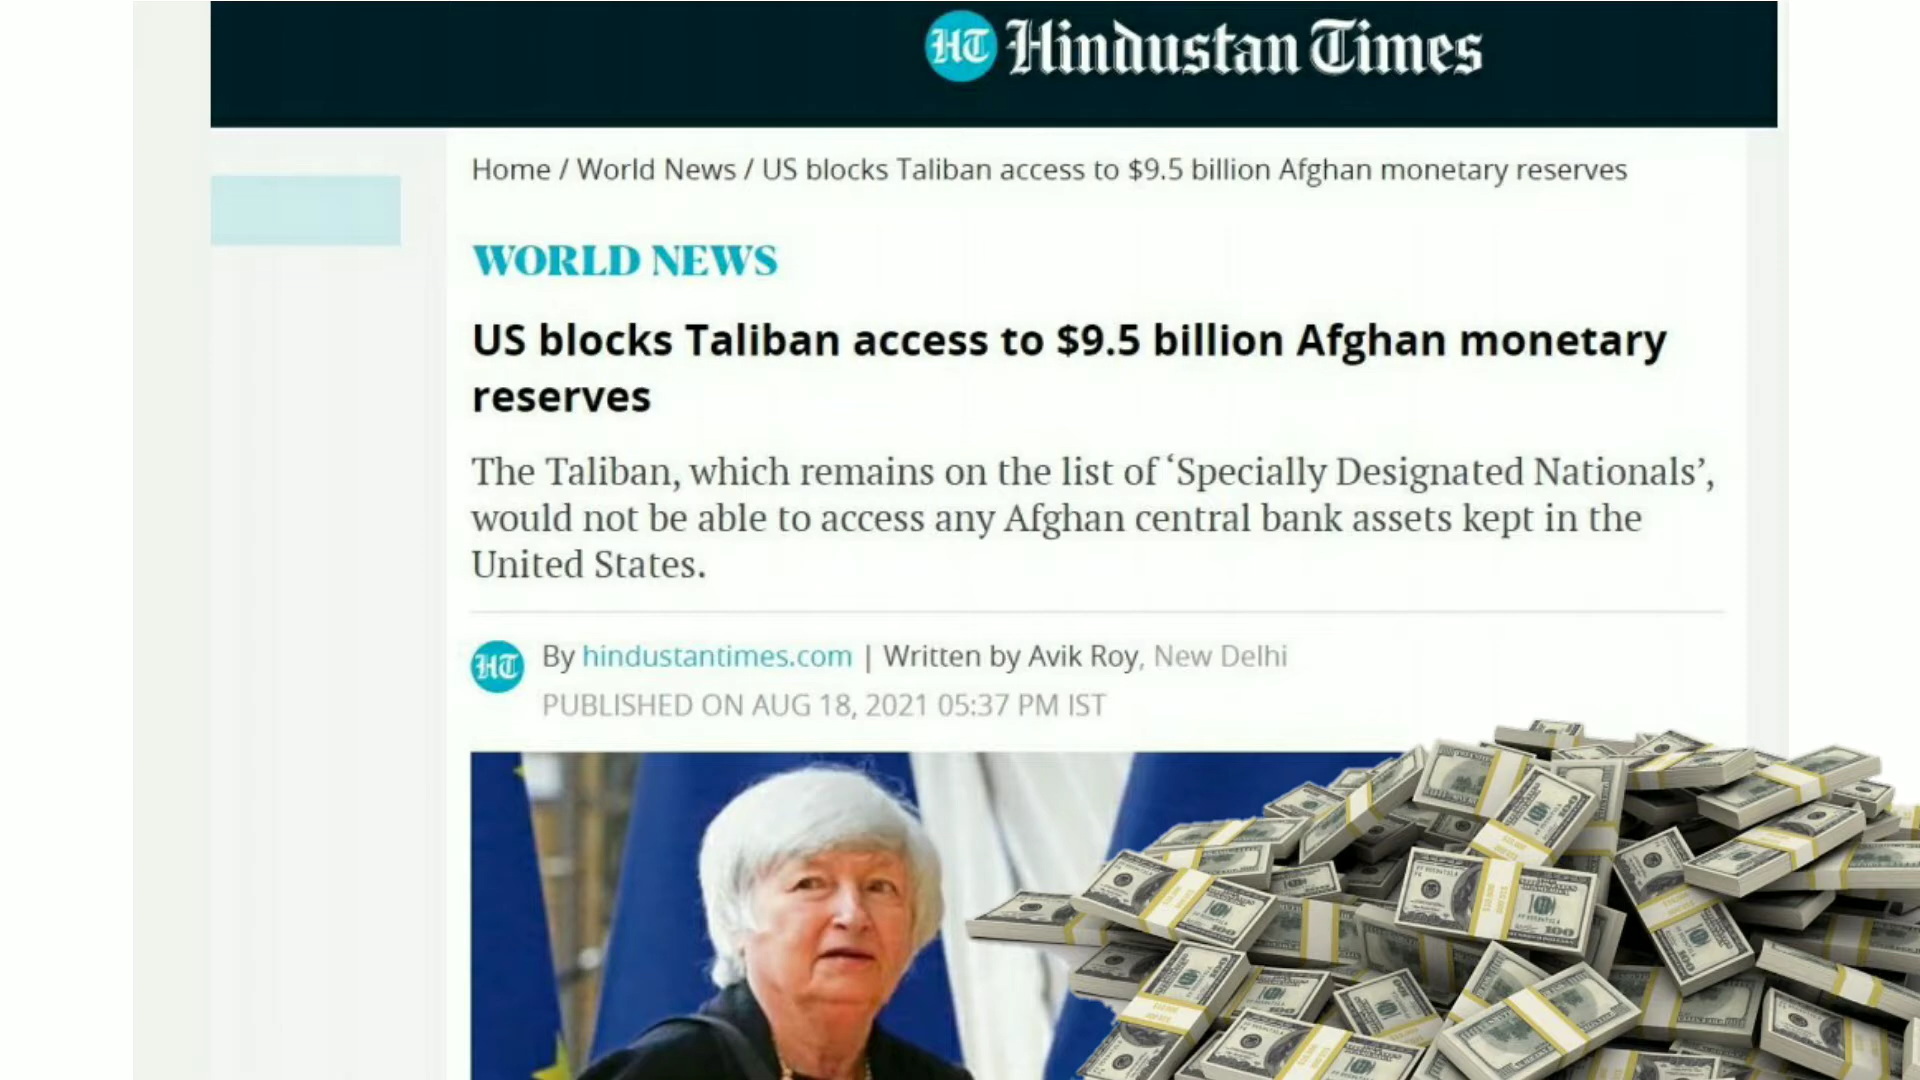 HT Hindustan Times
Home / World News / US blocks Taliban access to $9.5 billion Afghan monetary reserves
WORLD NEWS
US blocks Taliban access to $9.5 billion Afghan monetary
reserves
The Taliban, which remains on the list of ‘Specially Designated Nationals’,
would not be able to access any Afghan central bank assets kept in the
United States.
HT By hindustantimes.com | Written by Avik Roy, New Delhi
PUBLISHED ON AUG 18, 2021 05:37 PM IST